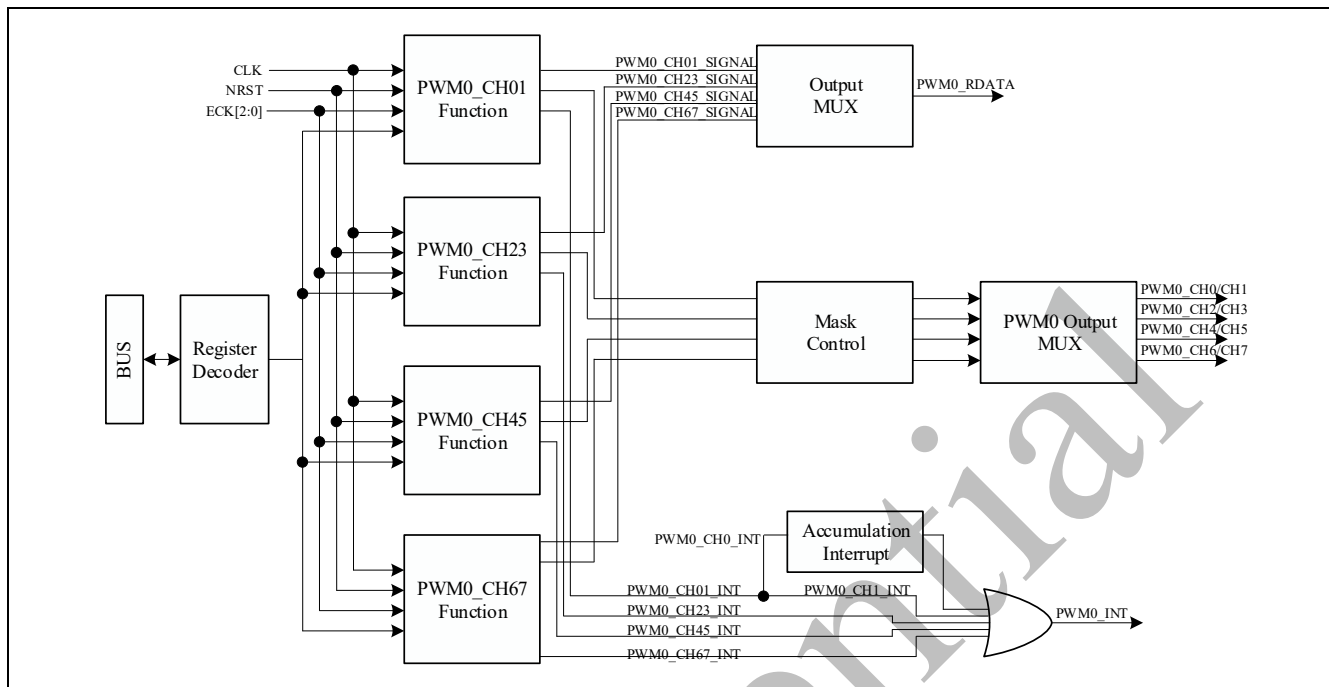 CLK
NRST
ECK[2:0]
PWM0_CH01
Function
PWM0_CH01_SIGNAL
PWM0_CH23_SIGNAL
PWM0_CH45_SIGNAL
PWM0_CH67_SIGNAL
Output
MUX
PWM0_RDATA
PWM0_CH23
Function
BUS
Register
Decoder
Mask
Control
PWM0 Output
MUX
PWM0_CH0/CH1
PWM0_CH2/CH3
PWM0_CH4/CH5
PWM0_CH6/CH7
PWM0_CH45
Function
PWM0_CH67
Function
PWM0_CH0_INT
Accumulation
Interrupt
PWM0_CH01_INT
PWM0_CH1_INT
PWM0_CH23_INT
PWM0_CH45_INT
PWM0_CH67_INT
PWM0_INT
ential